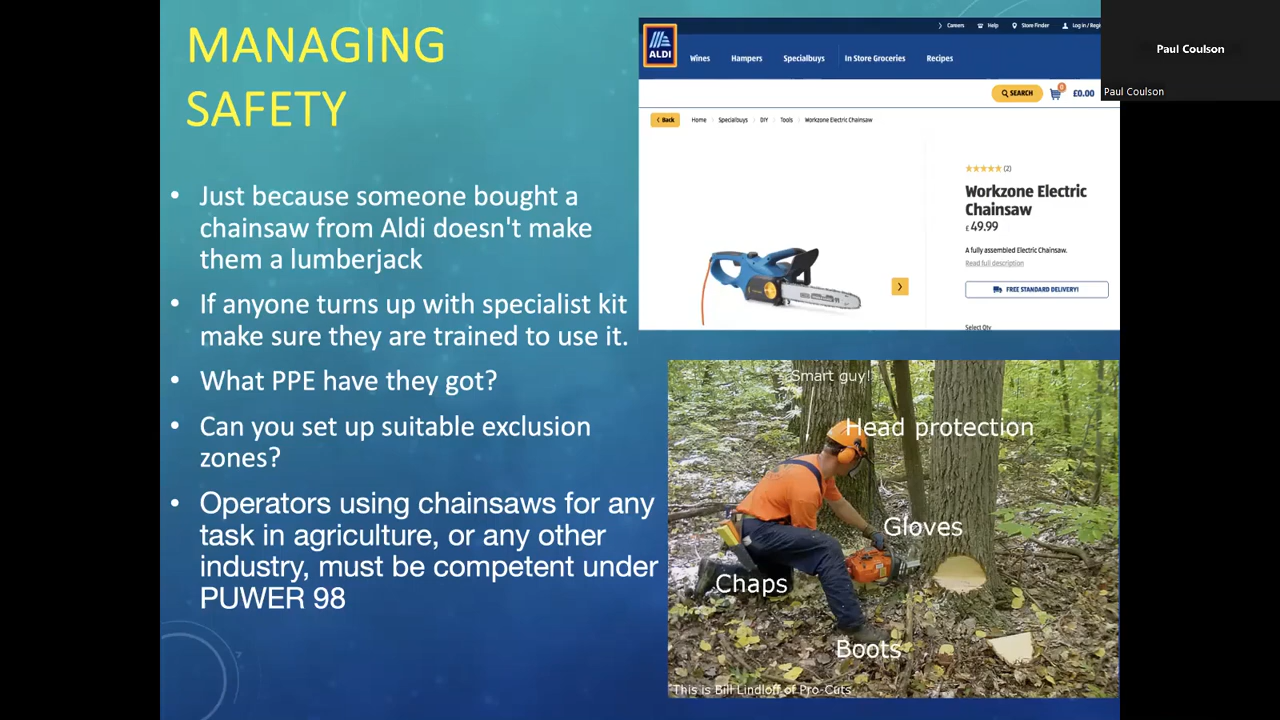 MANAGING
SAFETY
• Just because someone bought a
chainsaw from Aldi doesn't make
them a lumberjack
• If anyone turns up with specialist kit
make sure they are trained to use it.
• What PPE have they got?
• Can you set up suitable exclusion
zones?
• Operators using chainsaws for any
task in agriculture, or any other
industry, must be competent under
PUWER 98
Careers Help Store Finder Log in / Regi
ALDI
Wines Hampers Specialbuys In Store Groceries Recipes
SEARCH 0 £0.00
Back Home Specialbuys DIY Tools Workzone Electric Chainsaw
(2)
Workzone Electric
Chainsaw
£ 49.99
A fully assembled Electric Chainsaw.
Read full description
FREE STANDARD DELIVERY!
Select Qty
Smart guy!
Head protection
Gloves
Chaps
Boots
This is Bill Lindloff of Pro-Cuts
Paul Coulson
Paul Coulson